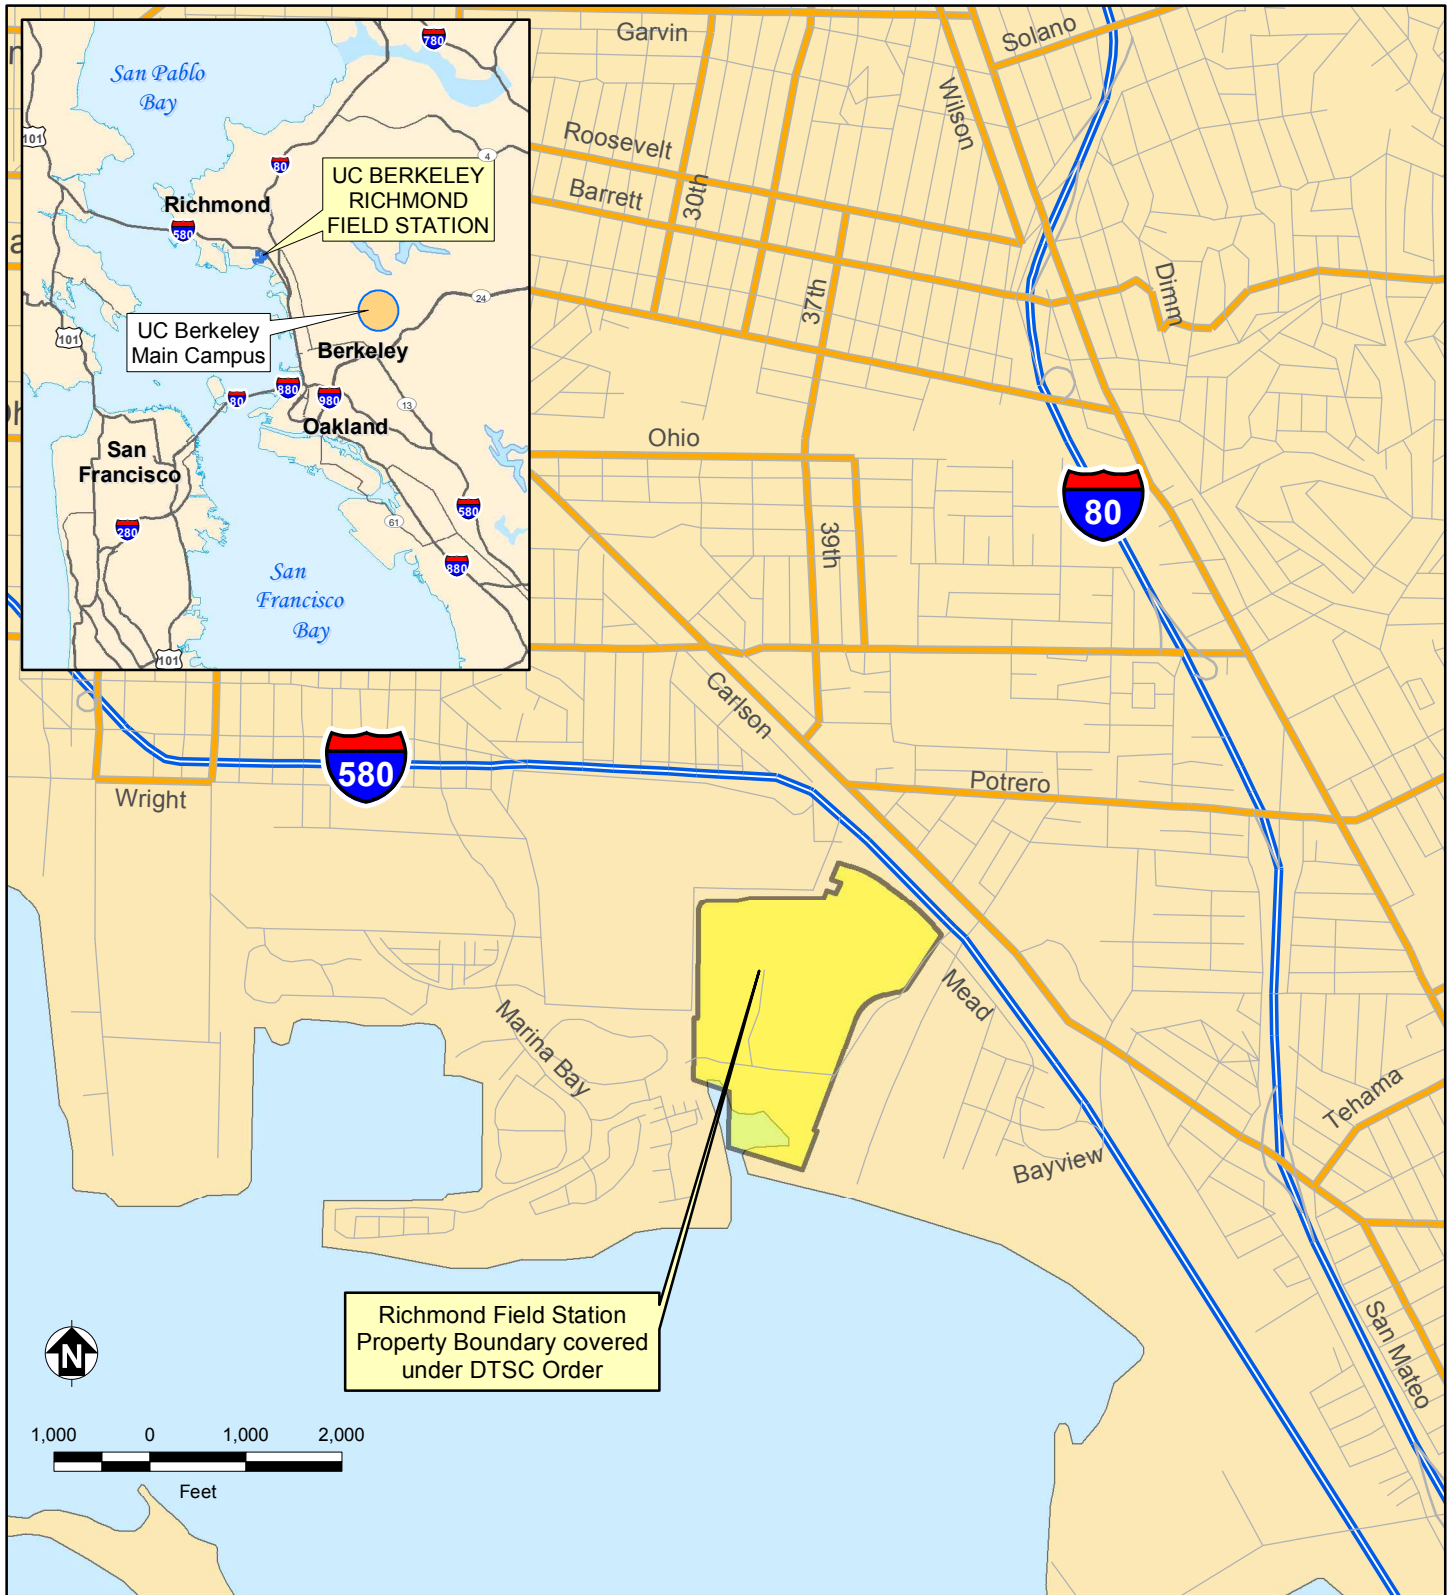 Garvin
Solano
Wilson
Roosevelt
Barrett
30th
37th
Dimm
Ohio
39th
80
Carlson
580
Wright
Potrero
Mead
Marina Bay
Bayview
Tehama
San Mateo
Richmond Field Station
Property Boundary covered
under DTSC Order
N
1,000 0 1,000 2,000
Feet
780
San Pablo
Bay
101
80
4
UC BERKELEY
RICHMOND
FIELD STATION
Richmond
580
24
UC Berkeley
Main Campus
101
Berkeley
880
80
980
13
Oakland
San
Francisco
580
61
280
880
San
Francisco
Bay
101